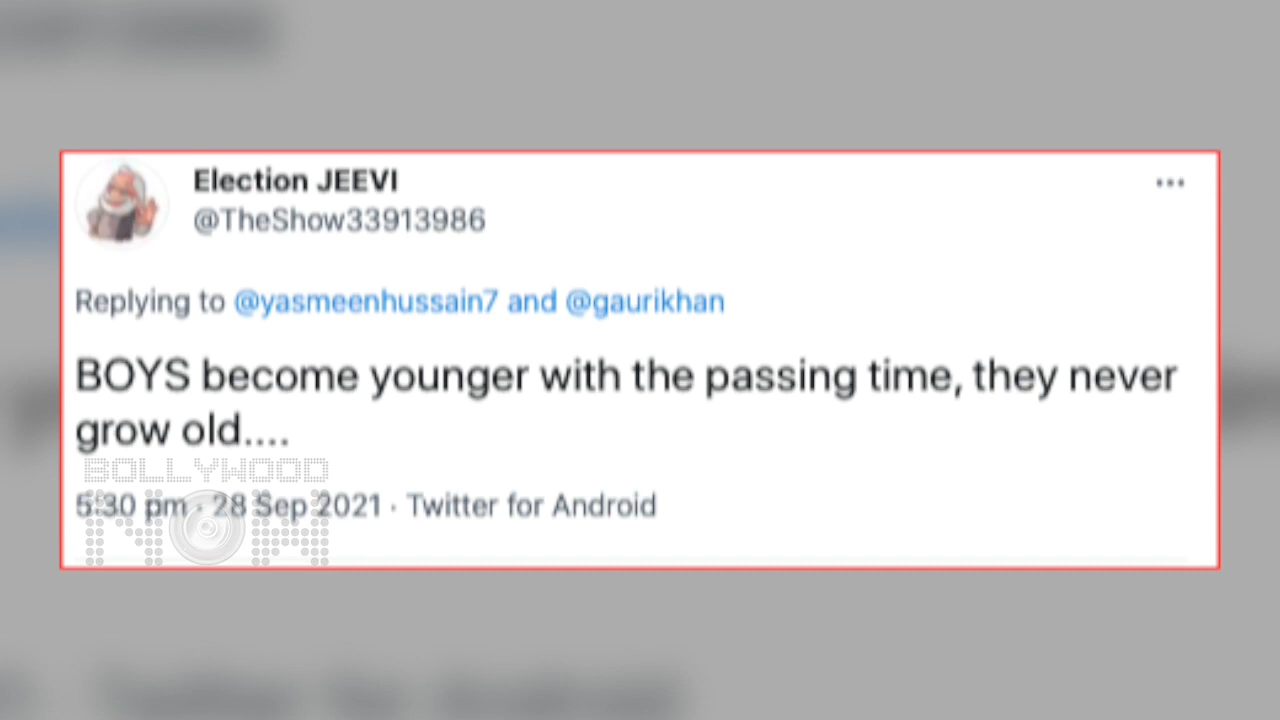 Election JEEVI
@TheShow33913986
Replying to @yasmeenhussain7 and @gaurikhan
BOYS become younger with the passing time, they never
grow old....
BOLLYWOOD
5:30 pm · 28 Sep 2021 · Twitter for Android
NOW